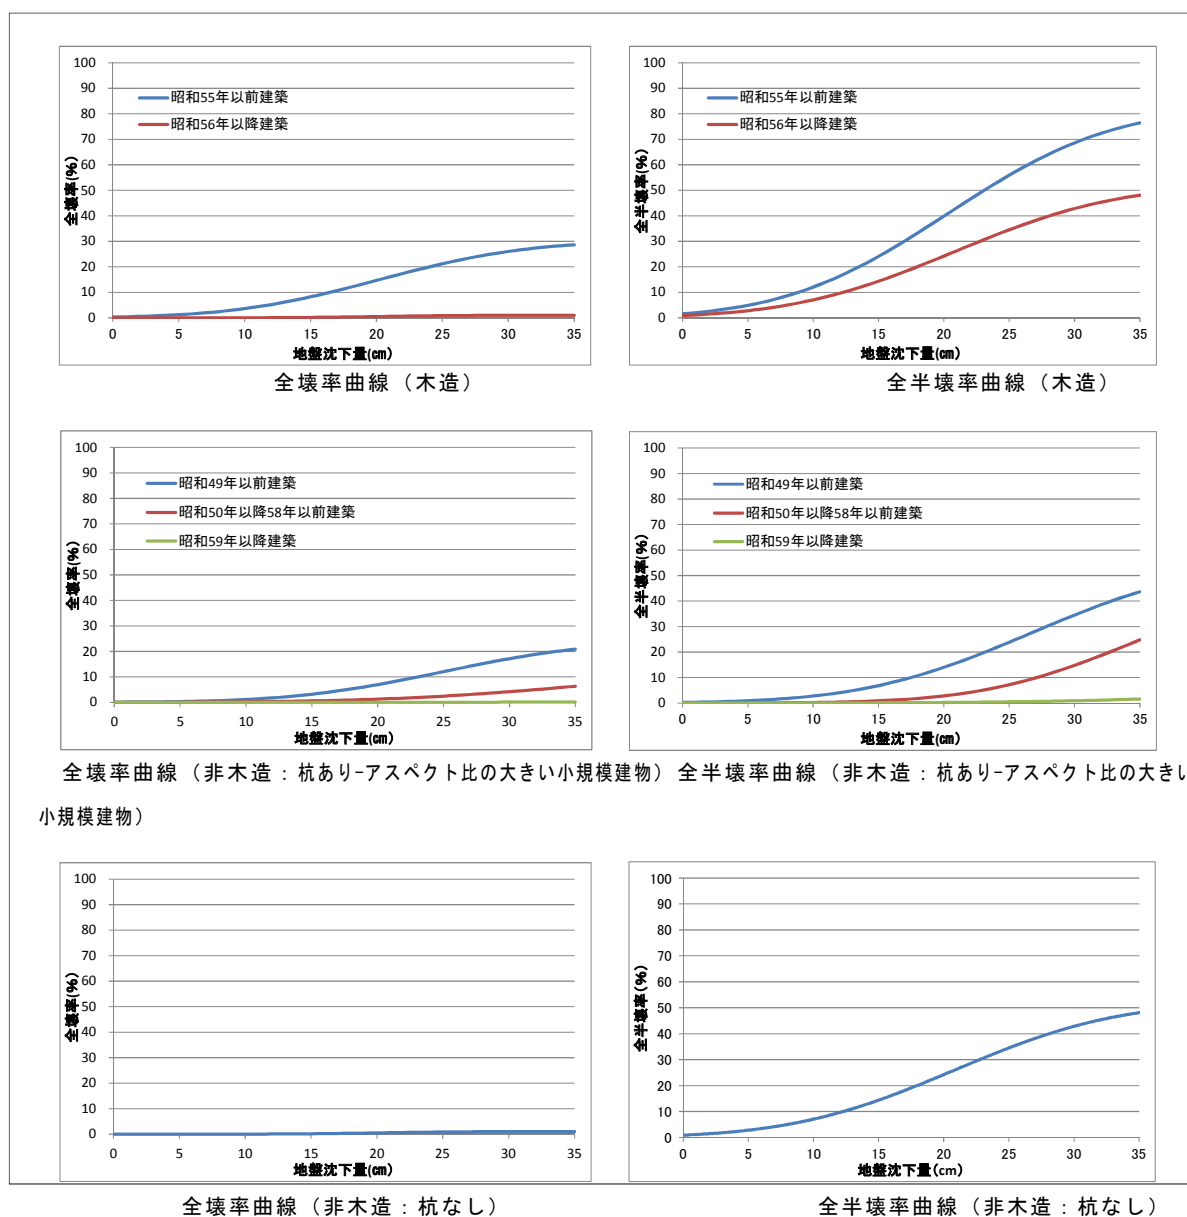 100
90
80
70
60
50
40
30
20
10
0
全壊率(%)
昭和55年以前建築
昭和56年以降建築
0 5 10 15 20 25 30 35
地盤沈下量(㎝)
全壊率曲線（木造）
100
90
80
70
60
50
40
30
20
10
0
全半壊率(%)
昭和55年以前建築
昭和56年以降建築
0 5 10 15 20 25 30 35
地盤沈下量(㎝)
全半壊率曲線（木造）
100
90
80
70
60
50
40
30
20
10
0
全壊率(%)
昭和49年以前建築
昭和50年以降58年以前建築
昭和59年以降建築
0 5 10 15 20 25 30 35
地盤沈下量(㎝)
100
90
80
70
60
50
40
30
20
10
0
全半壊率(%)
昭和49年以前建築
昭和50年以降58年以前建築
昭和59年以降建築
0 5 10 15 20 25 30 35
地盤沈下量(㎝)
全壊率曲線（非木造：杭あり-アスペクト比の大きい小規模建物）全半壊率曲線（非木造：杭あり-アスペクト比の大きい
小規模建物）
100
90
80
70
60
50
40
30
20
10
0
全壊率(%)
0 5 10 15 20 25 30 35
地盤沈下量(㎝)
全壊率曲線（非木造：杭なし）
100
90
80
70
60
50
40
30
20
10
0
全半壊率(%)
0 5 10 15 20 25 30 35
地盤沈下量(cm)
全半壊率曲線（非木造：杭なし）